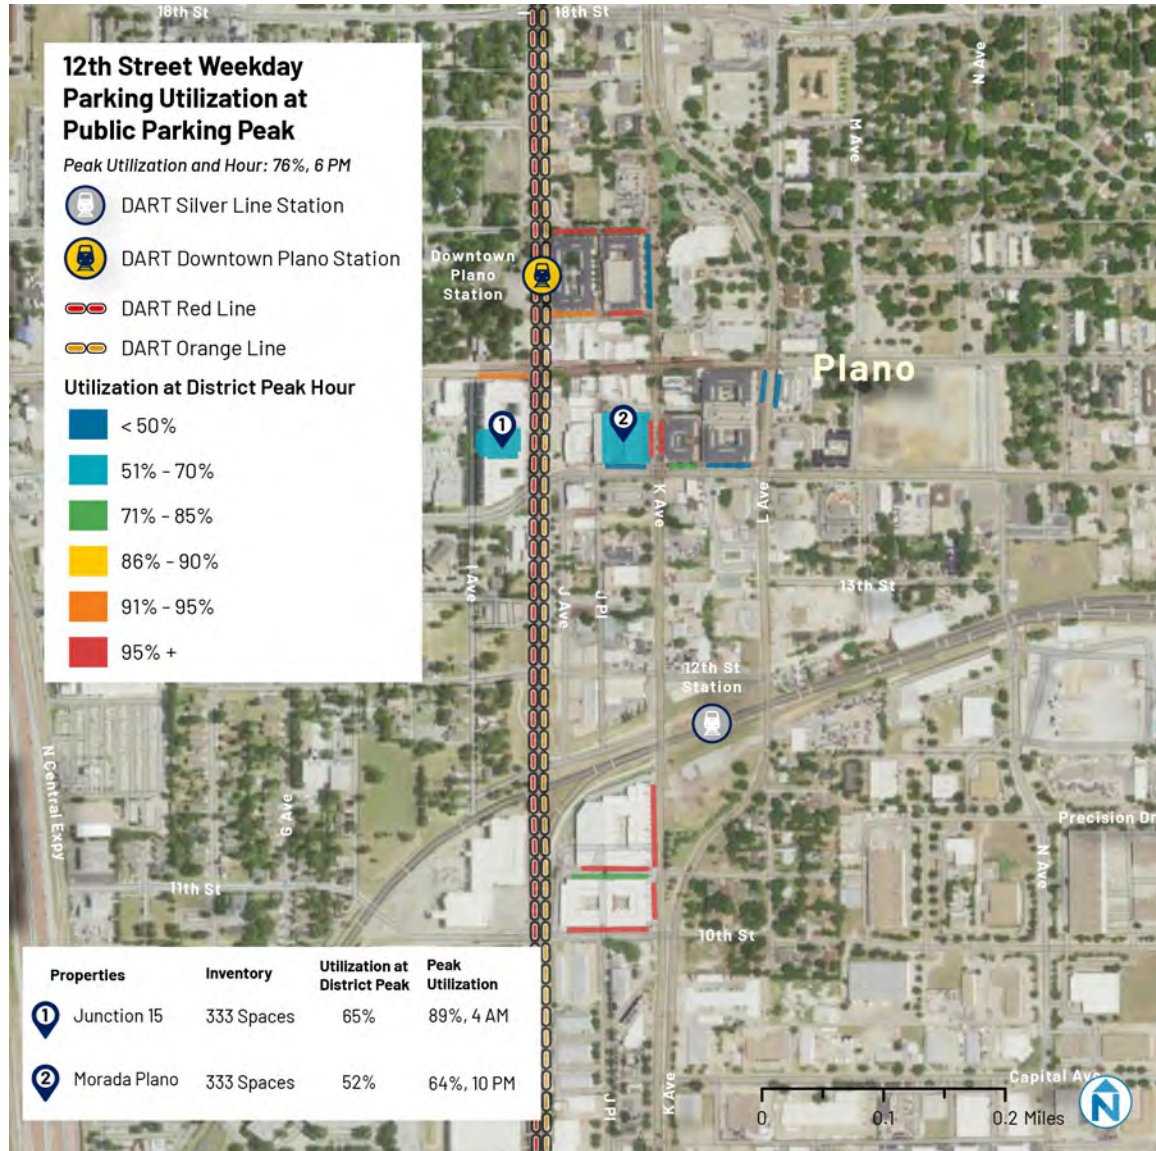 18th St
18th St
12th Street Weekday
Parking Utilization at
Public Parking Peak
Peak Utilization and Hour: 76%, 6 PM
DART Silver Line Station
DART Downtown Plano Station
DART Red Line
DART Orange Line
Utilization at District Peak Hour
< 50%
51% - 70%
71% - 85%
86% - 90%
91% - 95%
95% +
N Ave
M Ave
Downtown
Plano
Station
Plano
1
2
K Ave
L Ave
I Ave
J Ave
J Pl
13th St
12th St
Station
N Central Expy
G Ave
Precision Dr
N Ave
11th St
10th St
Properties Inventory Utilization at District Peak Peak Utilization
1 Junction 15 333 Spaces 65% 89%, 4 AM
2 Morada Plano 333 Spaces 52% 64%, 10 PM
J Pl
K Ave
Capital Ave
0 0.1 0.2 Miles
N